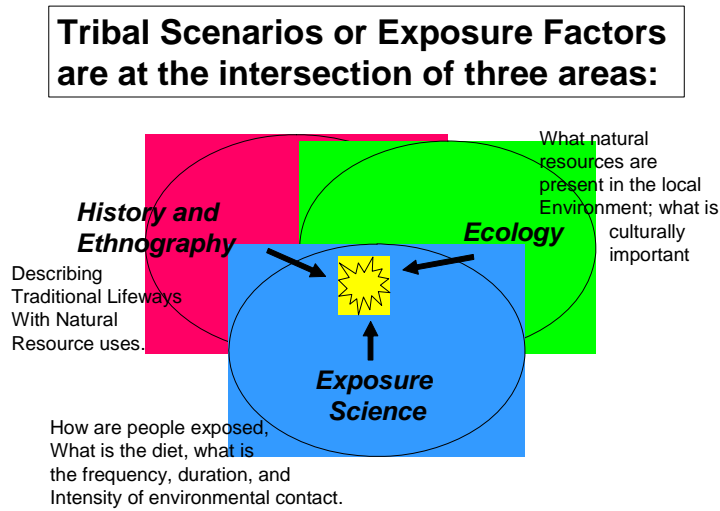 Tribal Scenarios or Exposure Factors
are at the intersection of three areas:
What natural
resources are
present in the local
Environment; what is
culturally
important
History and
Ethnography
Ecology
Describing
Traditional Lifeways
With Natural
Resource uses.
Exposure
Science
How are people exposed,
What is the diet, what is
the frequency, duration, and
Intensity of environmental contact.